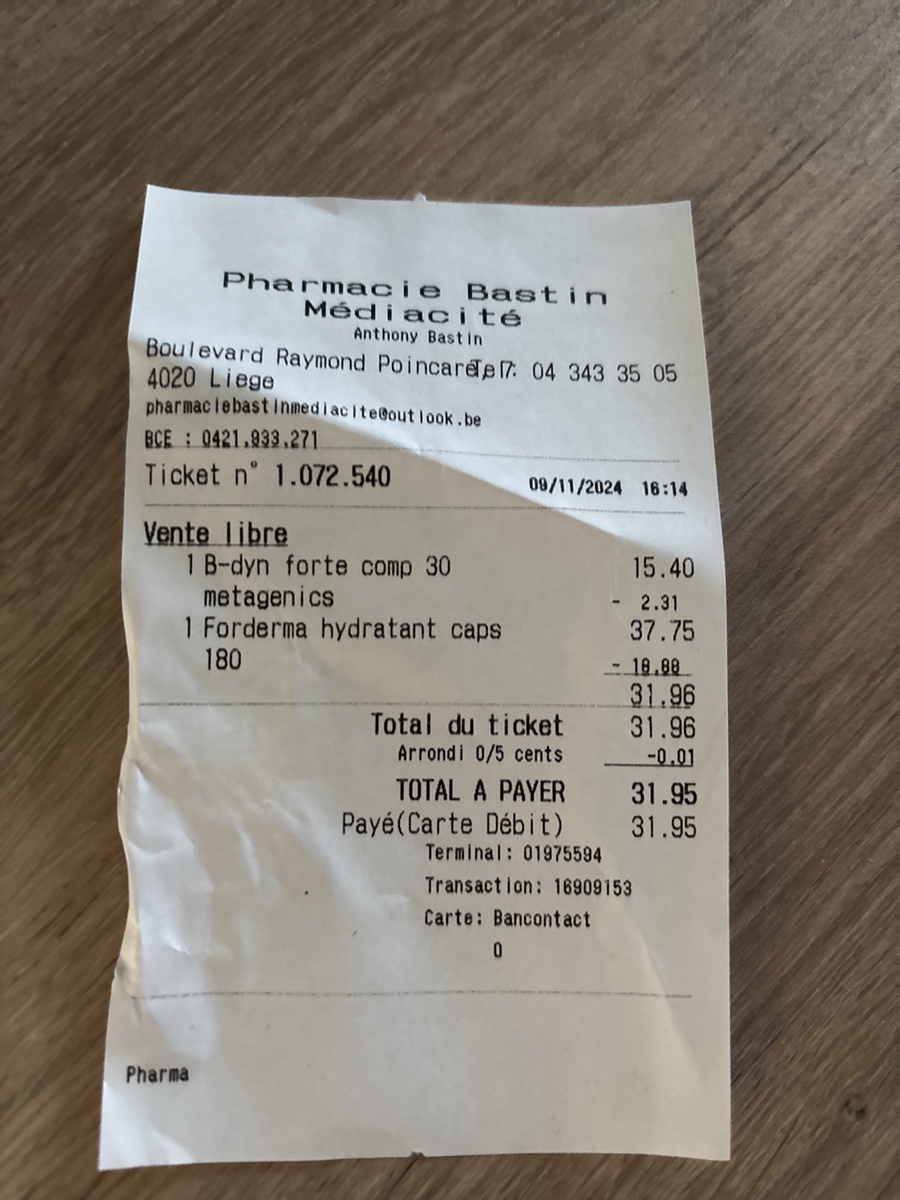 Pharmacie Bastin
Médiacité
Anthony Bastin
Boulevard Raymond Poincaré 7 Tel : 04 343 35 05
4020 Liege
pharmaciebastinmediacite@outlook.be
BCE : 0421.933.271
Ticket n° 1.072.540 09/11/2024 16:14
Vente libre
1 B-dyn forte comp 30 15.40
metagenics - 2.31
1 Forderma hydratant caps 37.75
180 - 18.88
31.96
Total du ticket 31.96
Arrondi 0/5 cents -0.01
TOTAL A PAYER 31.95
Payé(Carte Débit) 31.95
Terminal: 01975594
Transaction: 16909153
Carte: Bancontact
0
Pharma